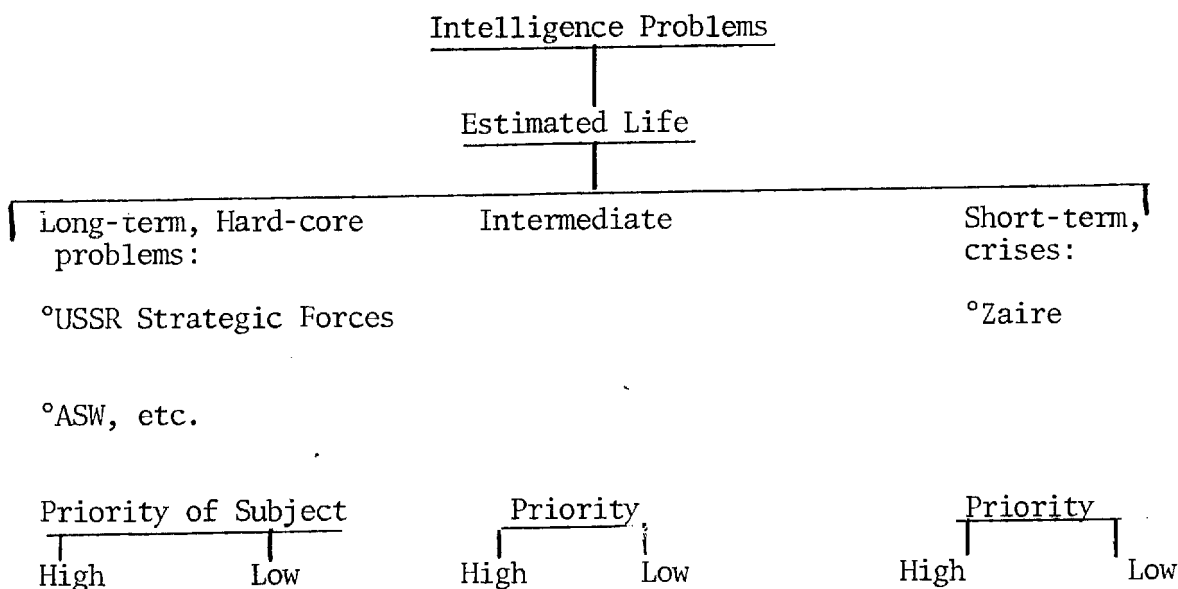 Intelligence Problems
Estimated Life
Long-term, Hard-core problems:
Intermediate
Short-term, crises:
°USSR Strategic Forces
°Zaire
°ASW, etc.
Priority of Subject
Priority
Priority
High
Low
High
Low
High
Low